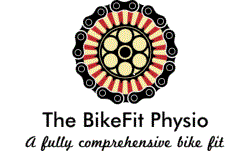 The BikeFit Physio
A fully comprehensive bike fit